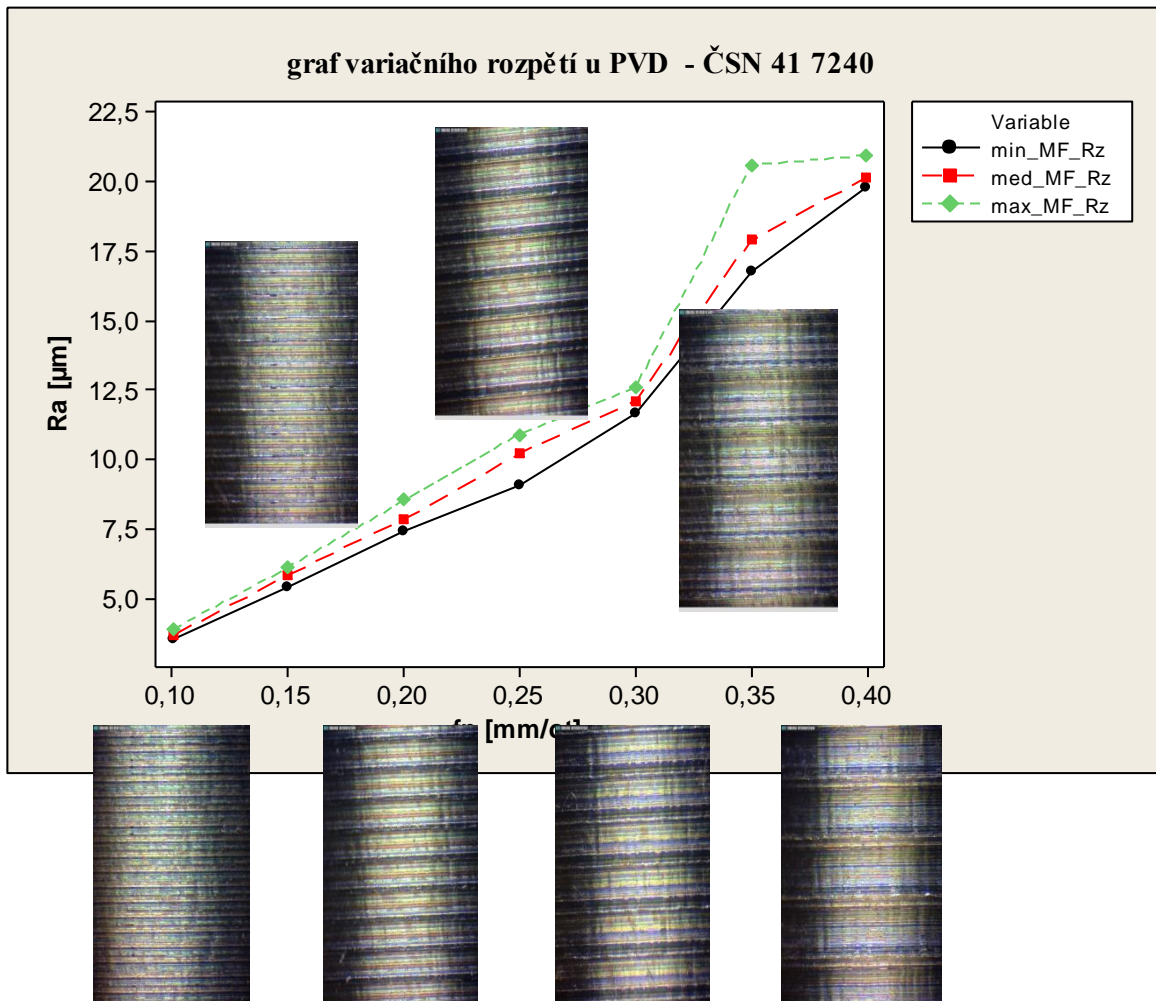 graf variačního rozpětí u PVD - ČSN 41 7240
22,5
20,0
17,5
15,0
12,5
10,0
7,5
5,0
Ra [µm]
0,10 0,15 0,20 0,25 0,30 0,35 0,40
[mm/ot]
Variable
min_MF_Rz
med_MF_Rz
max_MF_Rz